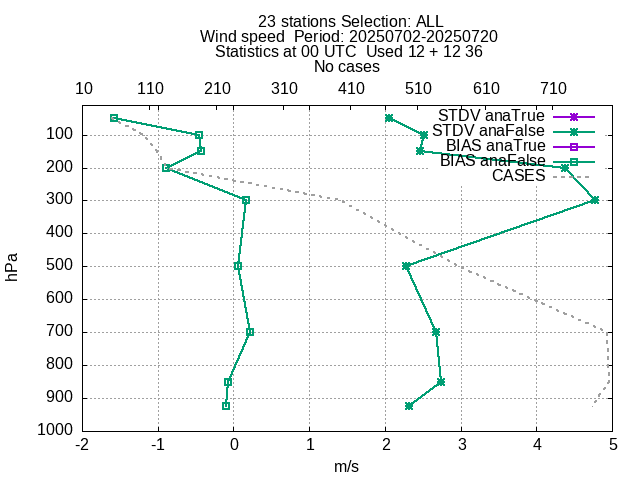 23 stations Selection: ALL
Wind speed  Period: 20250702-20250720
Statistics at 00 UTC  Used 12 + 12 36
No cases
10 110 210 310 410 510 610 710
STDV anaTrue
STDV anaFalse
BIAS anaTrue
BIAS anaFalse
CASES
100
200
300
400
500
600
700
800
900
1000
hPa
-2 -1 0 1 2 3 4 5
m/s